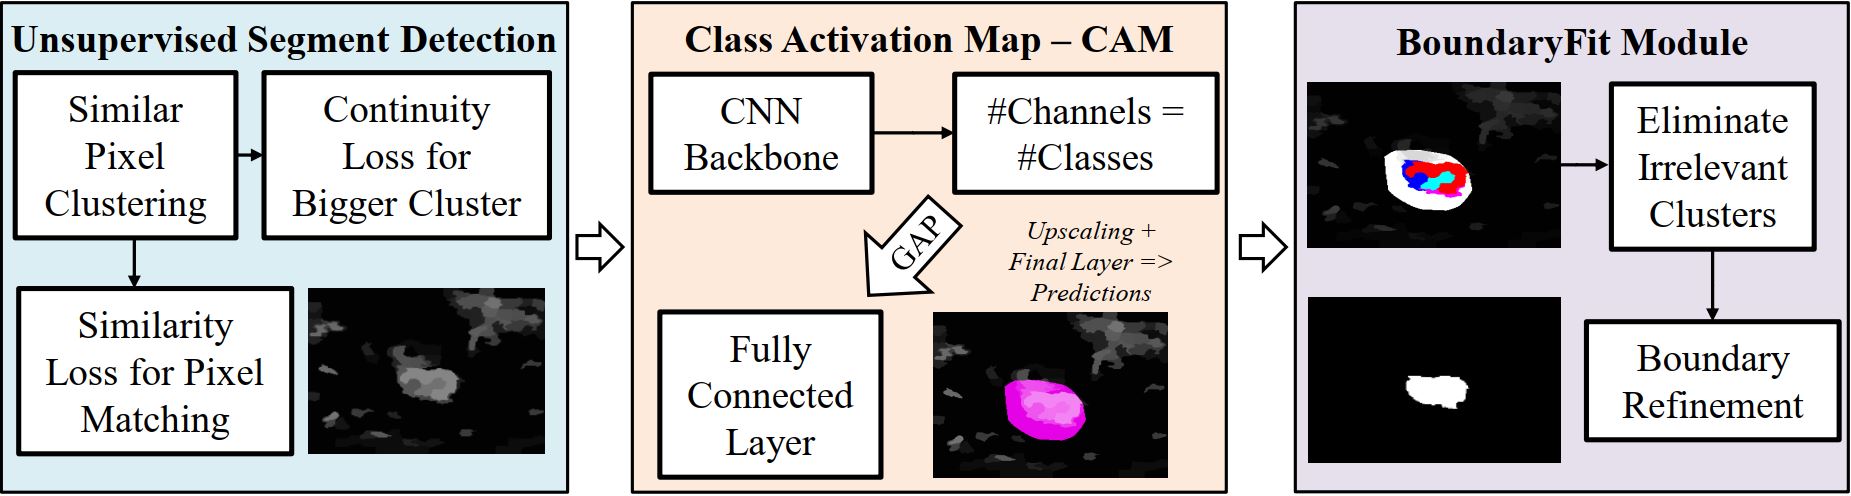 Unsupervised Segment Detection
Similar
Pixel
Clustering
Continuity
Loss for
Bigger Cluster
Similarity
Loss for Pixel
Matching
Class Activation Map – CAM
CNN
Backbone
#Channels =
#Classes
GAP
Upscaling +
Final Layer =>
Predictions
Fully
Connected
Layer
BoundaryFit Module
Eliminate
Irrelevant
Clusters
Boundary
Refinement